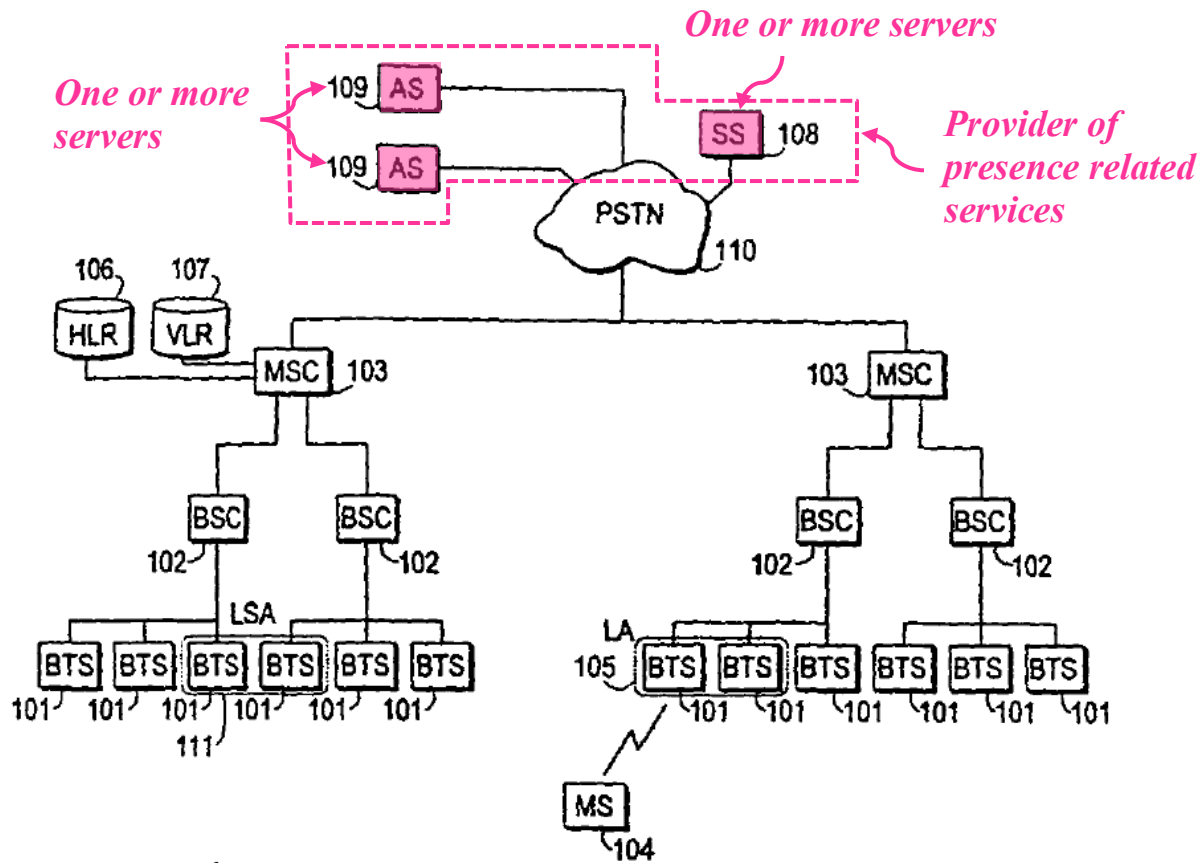 One or more servers
One or more
servers
109 AS
109 AS
SS
108
Provider of
presence related
services
PSTN
110
106 107
HLR VLR
MSC
103
MSC
103
BSC
102
BSC
102
BSC
102
BSC
102
LSA
LA
105
BTS BTS BTS BTS BTS BTS
BTS BTS BTS BTS BTS BTS
101 101 101 101 101 101
101 101 101 101 101 101
111
MS
104